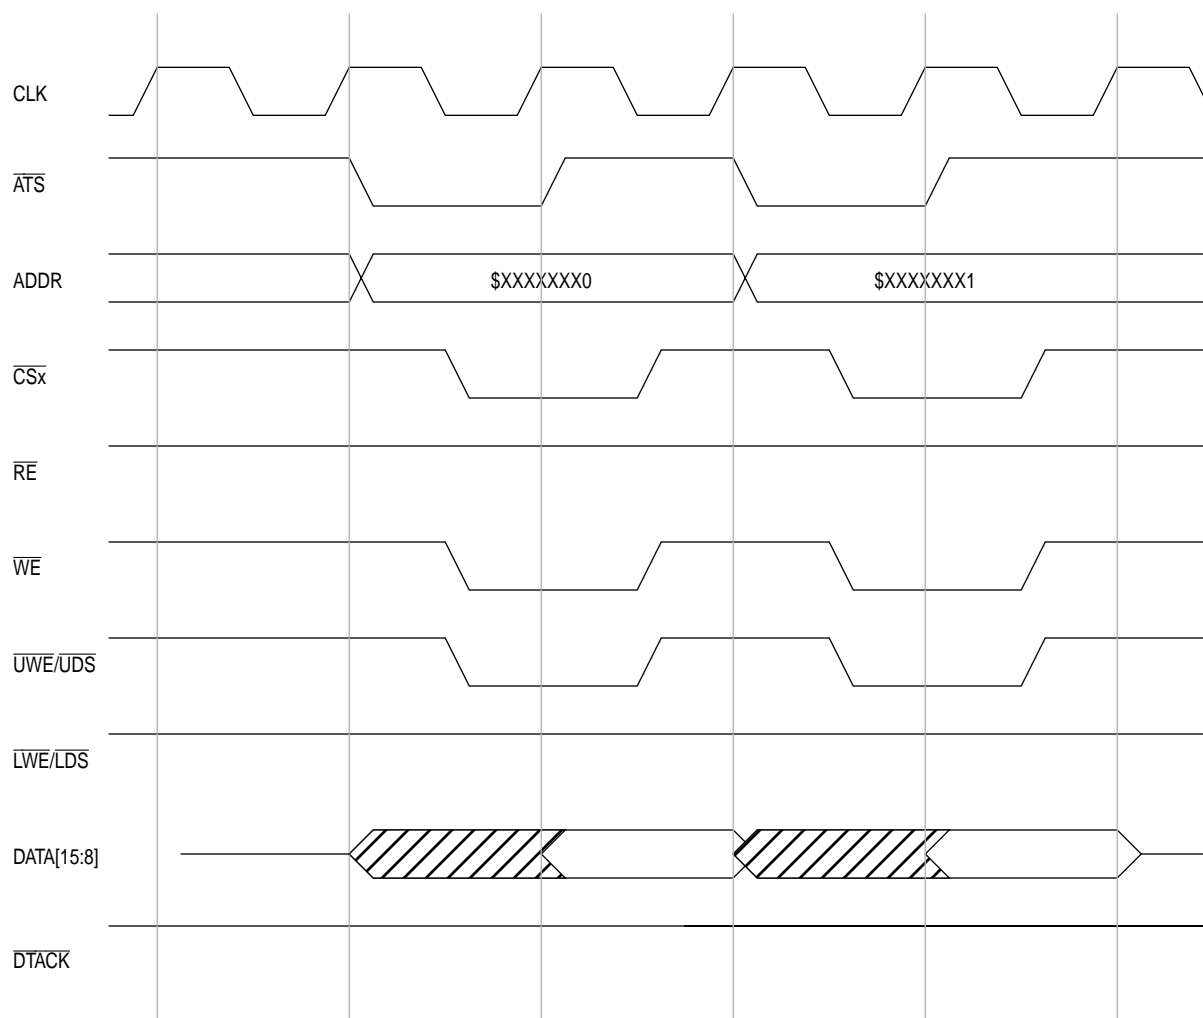 CLK
ATS
ADDR
$XXXXXXX0
$XXXXXXX1
CSx
RE
WE
UWE/UDS
LWE/LDS
DATA[15:8]
DTACK